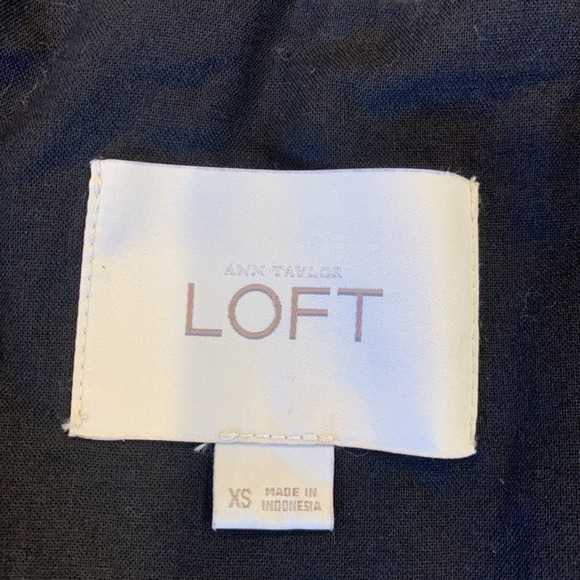 ANN TAYLOR
LOFT
XS
MADE IN
INDONESIA